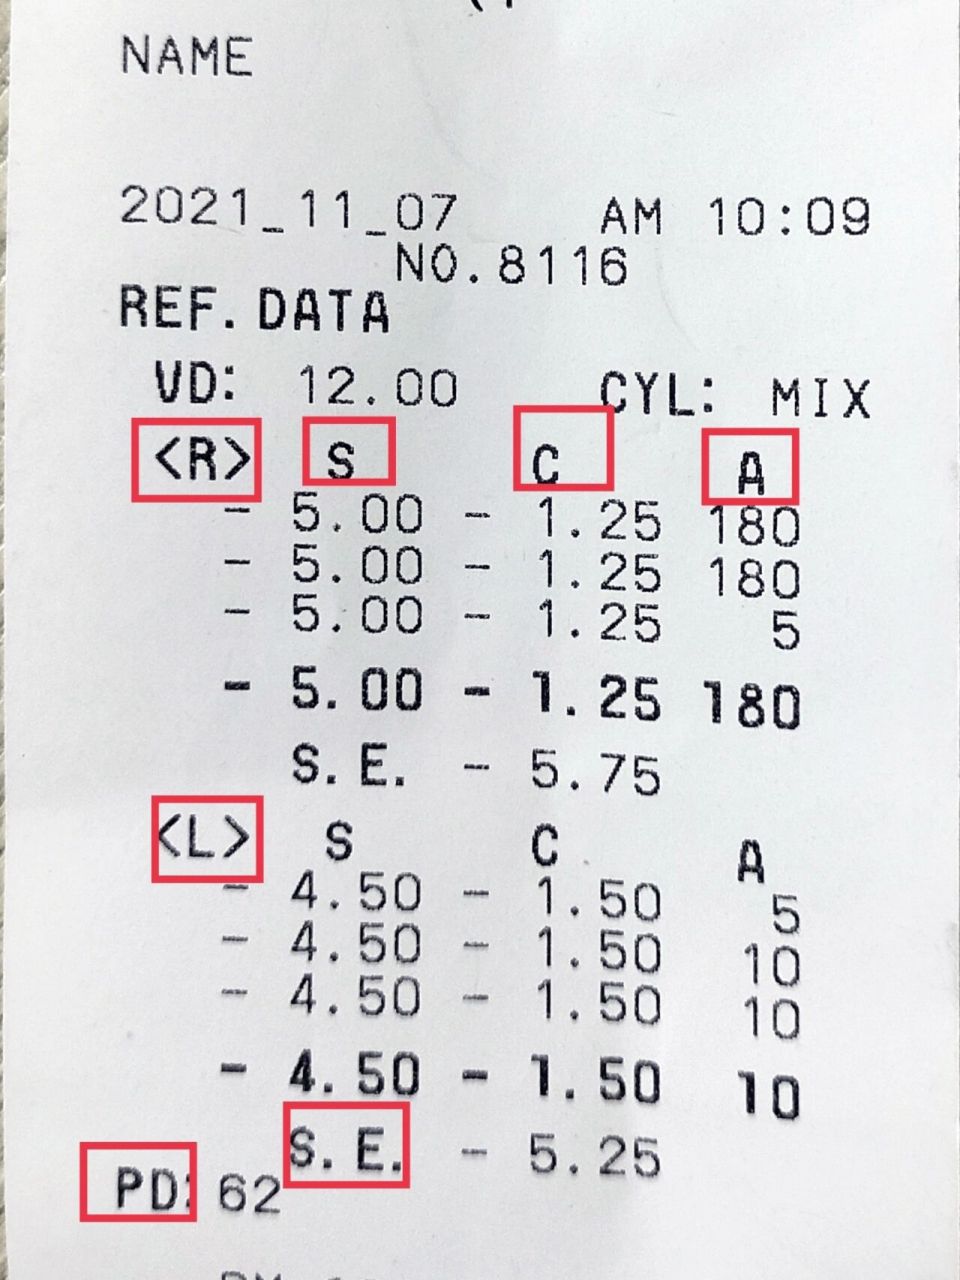 NAME
2021_11_07 AM 10:09
NO.8116
REF. DATA
VD: 12.00 CYL: MIX
<R> S C A
- 5.00 - 1.25 180
- 5.00 - 1.25 180
- 5.00 - 1.25 5
- 5.00 - 1.25 180
S.E. - 5.75
<L> S C A
- 4.50 - 1.50 5
- 4.50 - 1.50 10
- 4.50 - 1.50 10
- 4.50 - 1.50 10
S.E. - 5.25
PD: 62